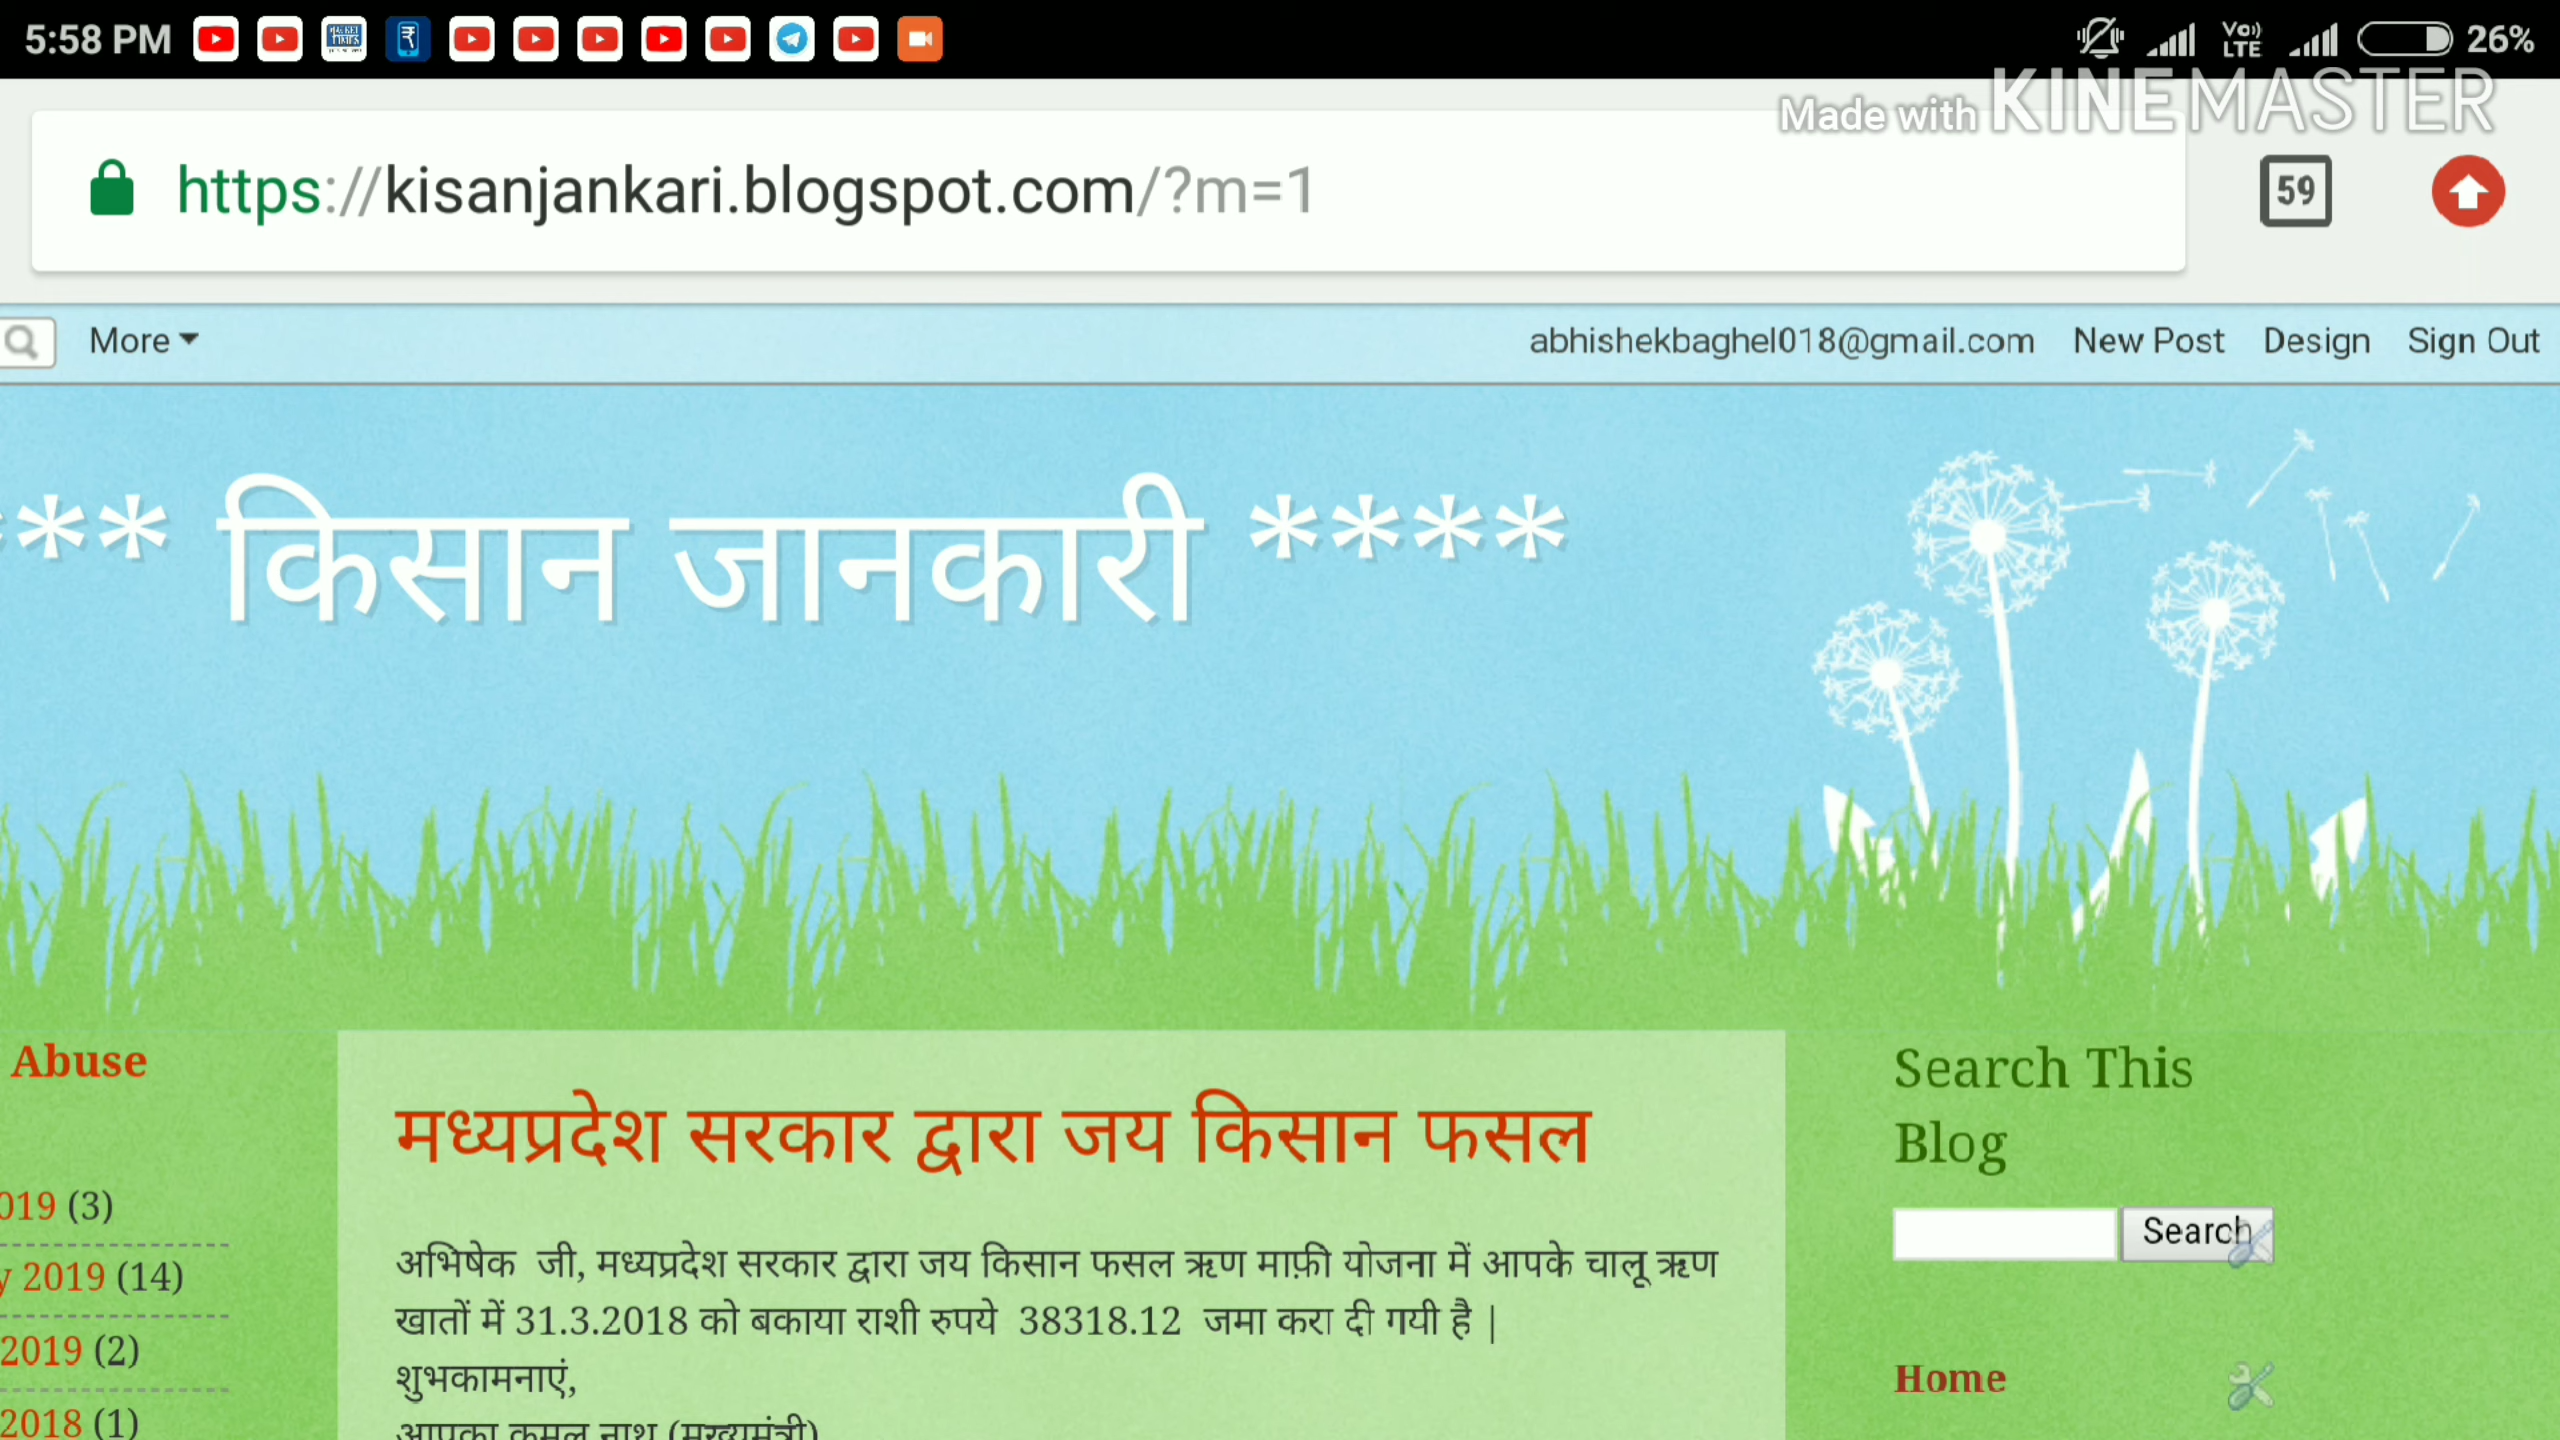 5:58 PM
26%
Made with KINEMASTER
https://kisanjankari.blogspot.com/?m=1
59
More
abhishekbaghel018@gmail.com New Post Design Sign Out
** किसान जानकारी ****
Abuse
019 (3)
y 2019 (14)
2019 (2)
2018 (1)
मध्यप्रदेश सरकार द्वारा जय किसान फसल
अभिषेक जी, मध्यप्रदेश सरकार द्वारा जय किसान फसल ऋण माफ़ी योजना में आपके चालू ऋण
खातों में 31.3.2018 को बकाया राशी रुपये 38318.12 जमा करा दी गयी है |
शुभकामनाएं,
आपका कमल नाथ (मुख्यमंत्री)
Search This
Blog
Search
Home